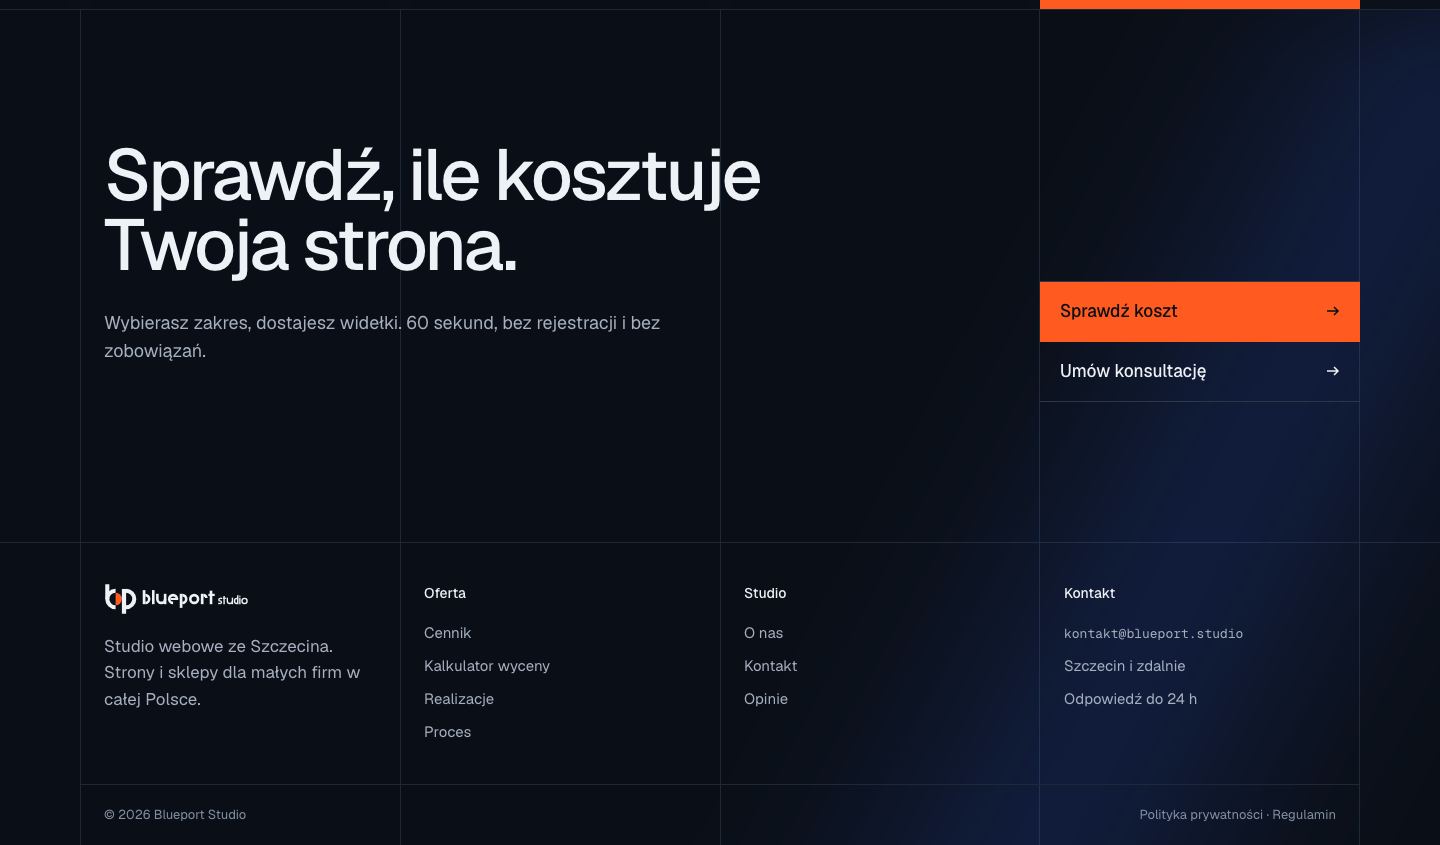 Sprawdź, ile kosztuje
Twoja strona.
Wybierasz zakres, dostajesz widełki. 60 sekund, bez rejestracji i bez
zobowiązań.
Sprawdź koszt →
Umów konsultację →
bp blueport studio
Studio webowe ze Szczecina.
Strony i sklepy dla małych firm w
całej Polsce.
Oferta
Cennik
Kalkulator wyceny
Realizacje
Proces
Studio
O nas
Kontakt
Opinie
Kontakt
kontakt@blueport.studio
Szczecin i zdalnie
Odpowiedź do 24 h
© 2026 Blueport Studio
Polityka prywatności · Regulamin